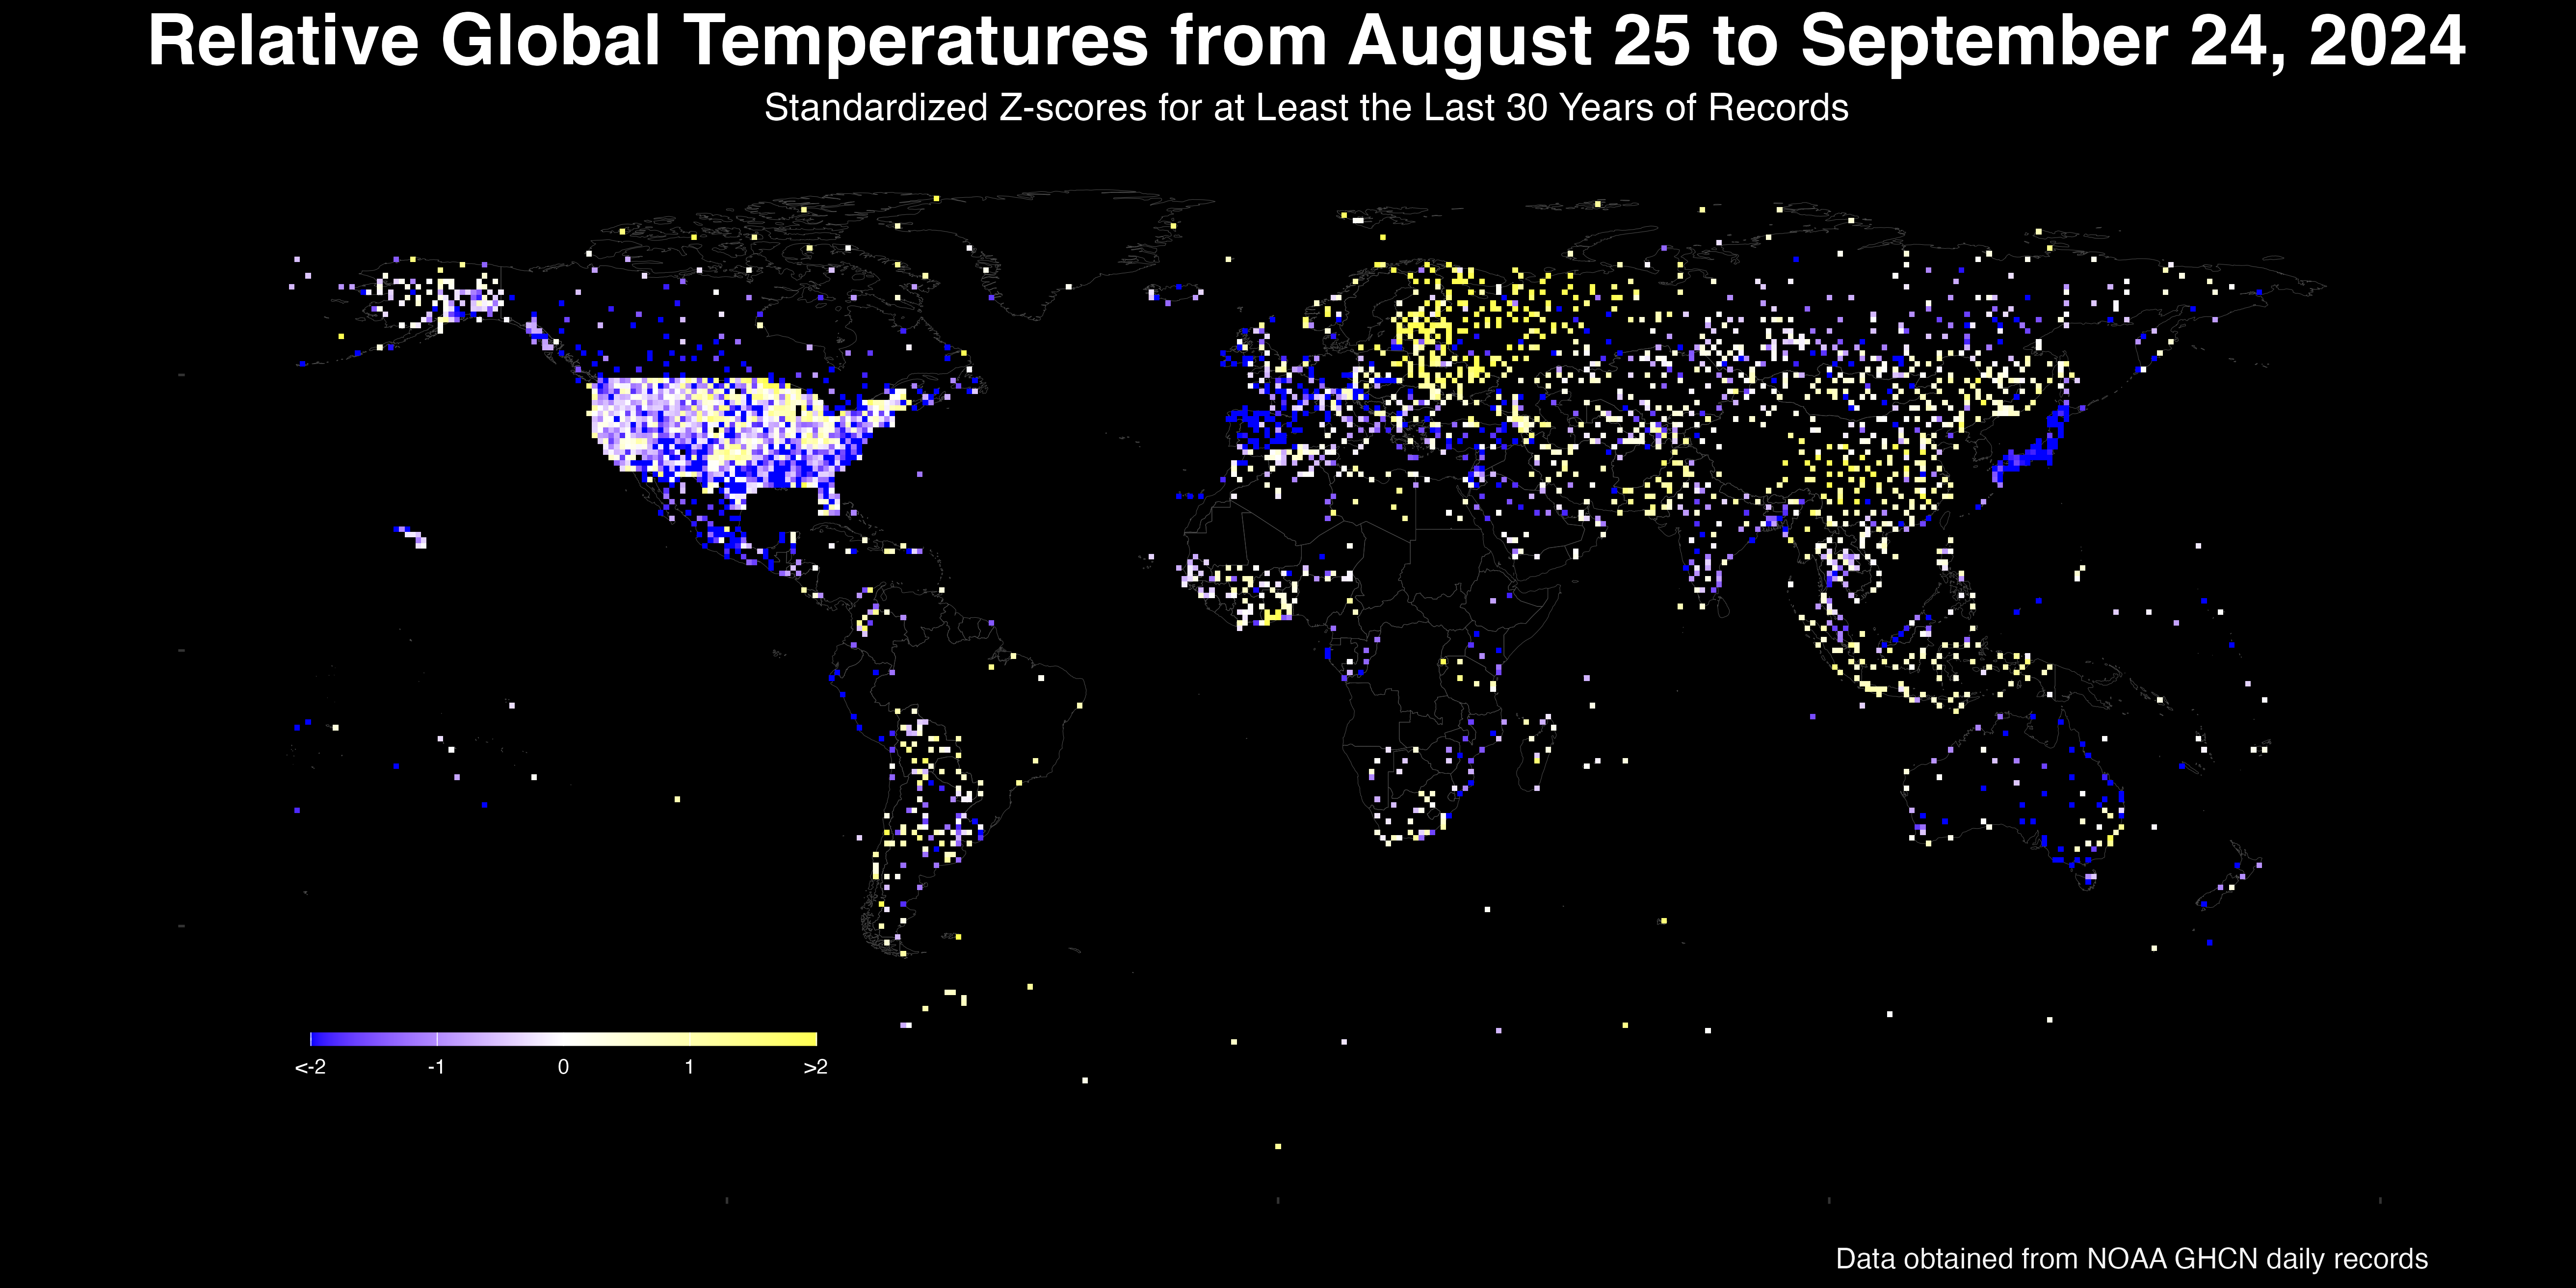 Relative Global Temperatures from August 25 to September 24, 2024
Standardized Z-scores for at Least the Last 30 Years of Records
<-2 -1 0 1 >2
Data obtained from NOAA GHCN daily records